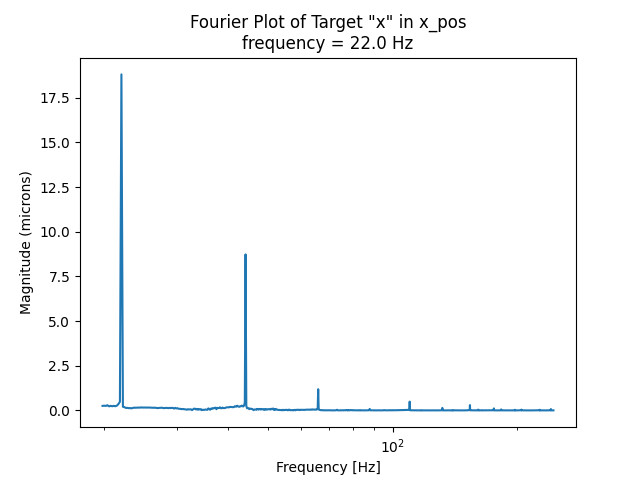 Fourier Plot of Target "x" in x_pos
frequency = 22.0 Hz
Magnitude (microns)
17.5
15.0
12.5
10.0
7.5
5.0
2.5
0.0
10²
Frequency [Hz]